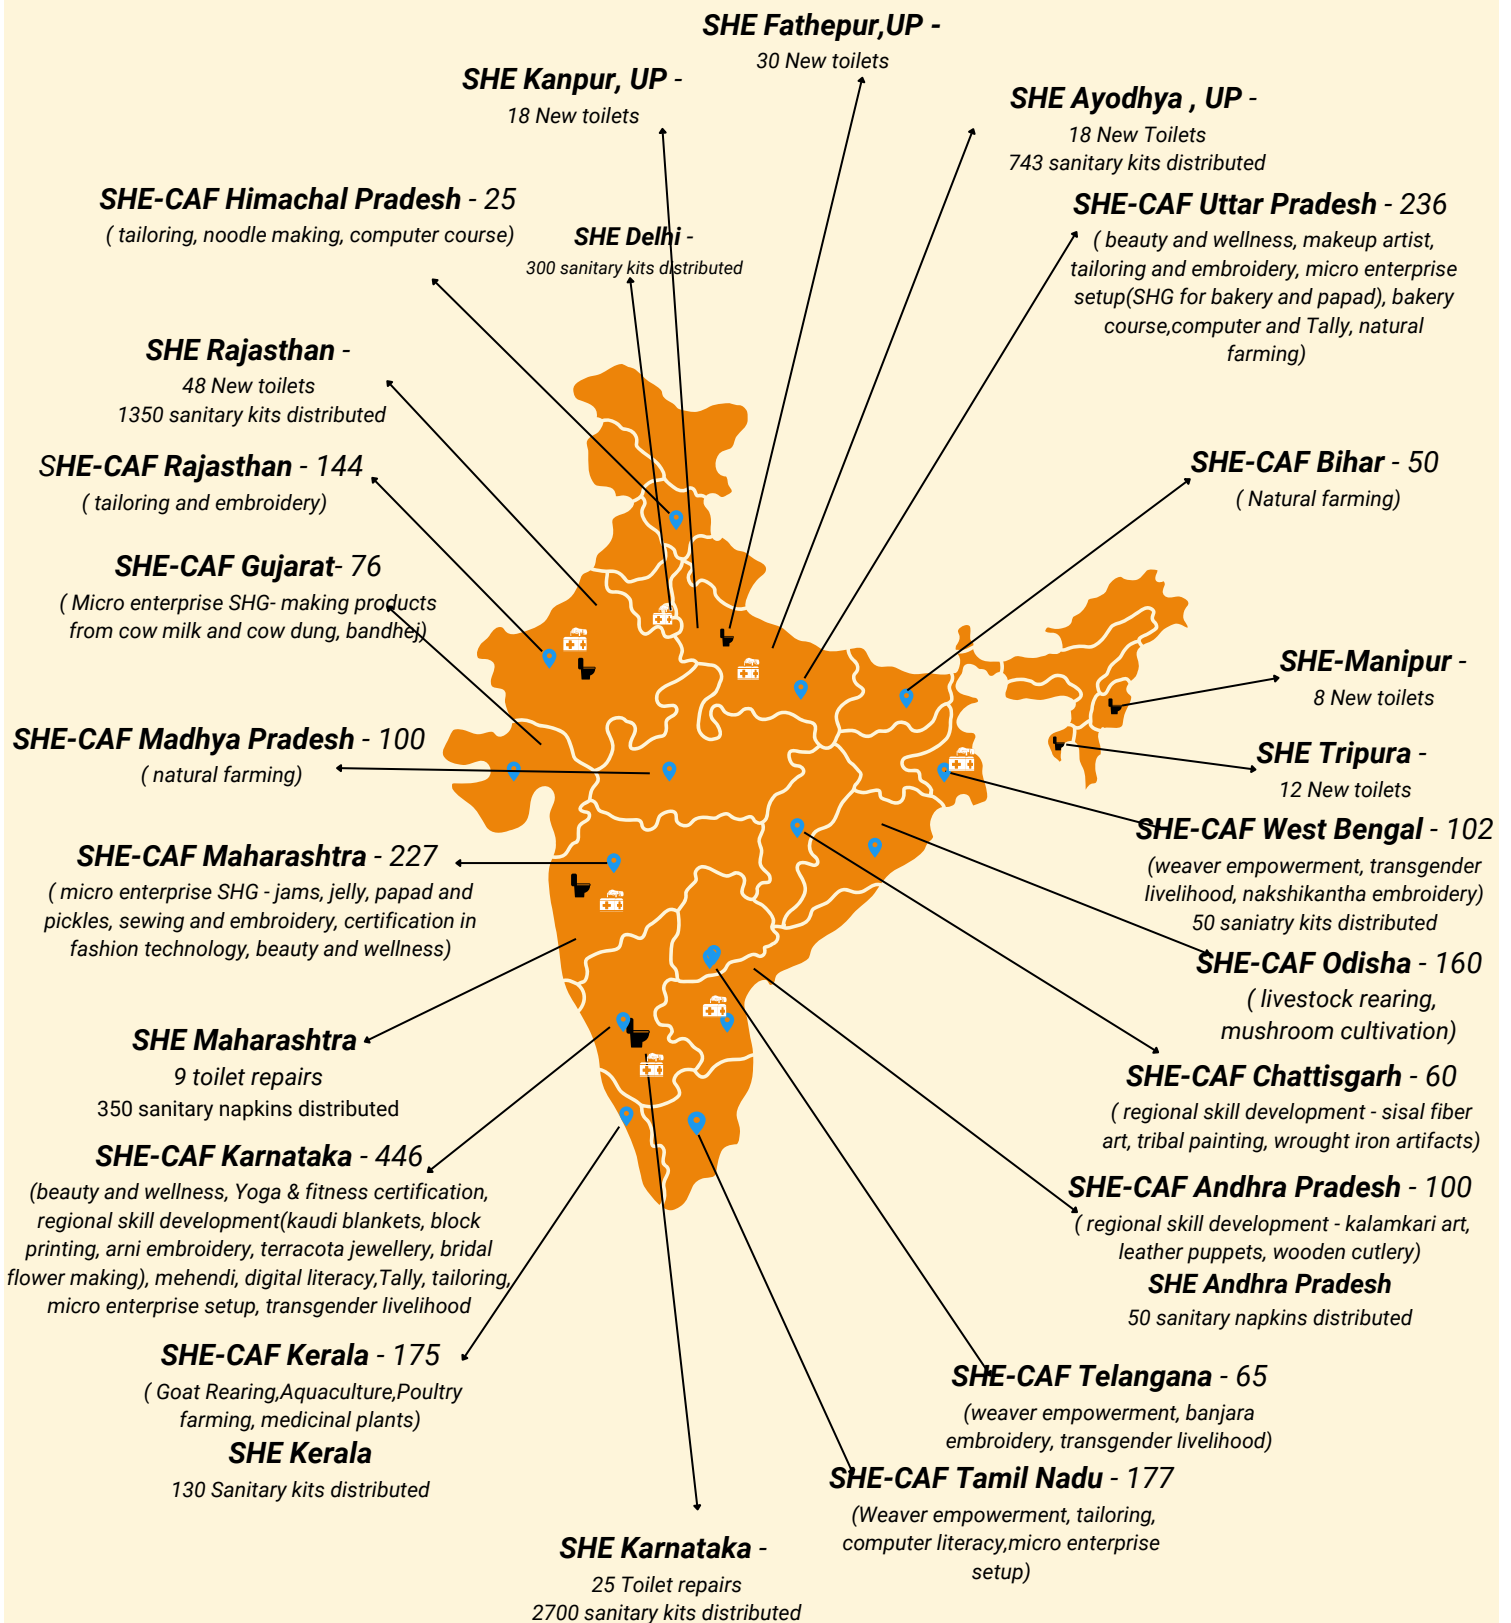 SHE Fathepur,UP -
30 New toilets
SHE Kanpur, UP -
18 New toilets
SHE Ayodhya , UP -
18 New Toilets
743 sanitary kits distributed
SHE-CAF Himachal Pradesh - 25
( tailoring, noodle making, computer course)
SHE Delhi -
300 sanitary kits distributed
SHE-CAF Uttar Pradesh - 236
( beauty and wellness, makeup artist,
tailoring and embroidery, micro enterprise
setup(SHG for bakery and papad), bakery
course,computer and Tally, natural
farming)
SHE Rajasthan -
48 New toilets
1350 sanitary kits distributed
SHE-CAF Rajasthan - 144
( tailoring and embroidery)
SHE-CAF Bihar - 50
( Natural farming)
SHE-CAF Gujarat- 76
( Micro enterprise SHG- making products
from cow milk and cow dung, bandhej)
SHE-Manipur -
8 New toilets
SHE-CAF Madhya Pradesh - 100
( natural farming)
SHE Tripura -
12 New toilets
SHE-CAF West Bengal - 102
(weaver empowerment, transgender
livelihood, nakshikantha embroidery)
50 saniatry kits distributed
SHE-CAF Maharashtra - 227
( micro enterprise SHG - jams, jelly, papad and
pickles, sewing and embroidery, certification in
fashion technology, beauty and wellness)
SHE-CAF Odisha - 160
( livestock rearing,
mushroom cultivation)
SHE Maharashtra
9 toilet repairs
350 sanitary napkins distributed
SHE-CAF Chattisgarh - 60
( regional skill development - sisal fiber
art, tribal painting, wrought iron artifacts)
SHE-CAF Karnataka - 446
(beauty and wellness, Yoga & fitness certification,
regional skill development(kaudi blankets, block
printing, arni embroidery, terracota jewellery, bridal
flower making), mehendi, digital literacy,Tally, tailoring,
micro enterprise setup, transgender livelihood
SHE-CAF Andhra Pradesh - 100
( regional skill development - kalamkari art,
leather puppets, wooden cutlery)
SHE Andhra Pradesh
50 sanitary napkins distributed
SHE-CAF Kerala - 175
( Goat Rearing,Aquaculture,Poultry
farming, medicinal plants)
SHE Kerala
130 Sanitary kits distributed
SHE-CAF Telangana - 65
(weaver empowerment, banjara
embroidery, transgender livelihood)
SHE-CAF Tamil Nadu - 177
(Weaver empowerment, tailoring,
computer literacy,micro enterprise
setup)
SHE Karnataka -
25 Toilet repairs
2700 sanitary kits distributed